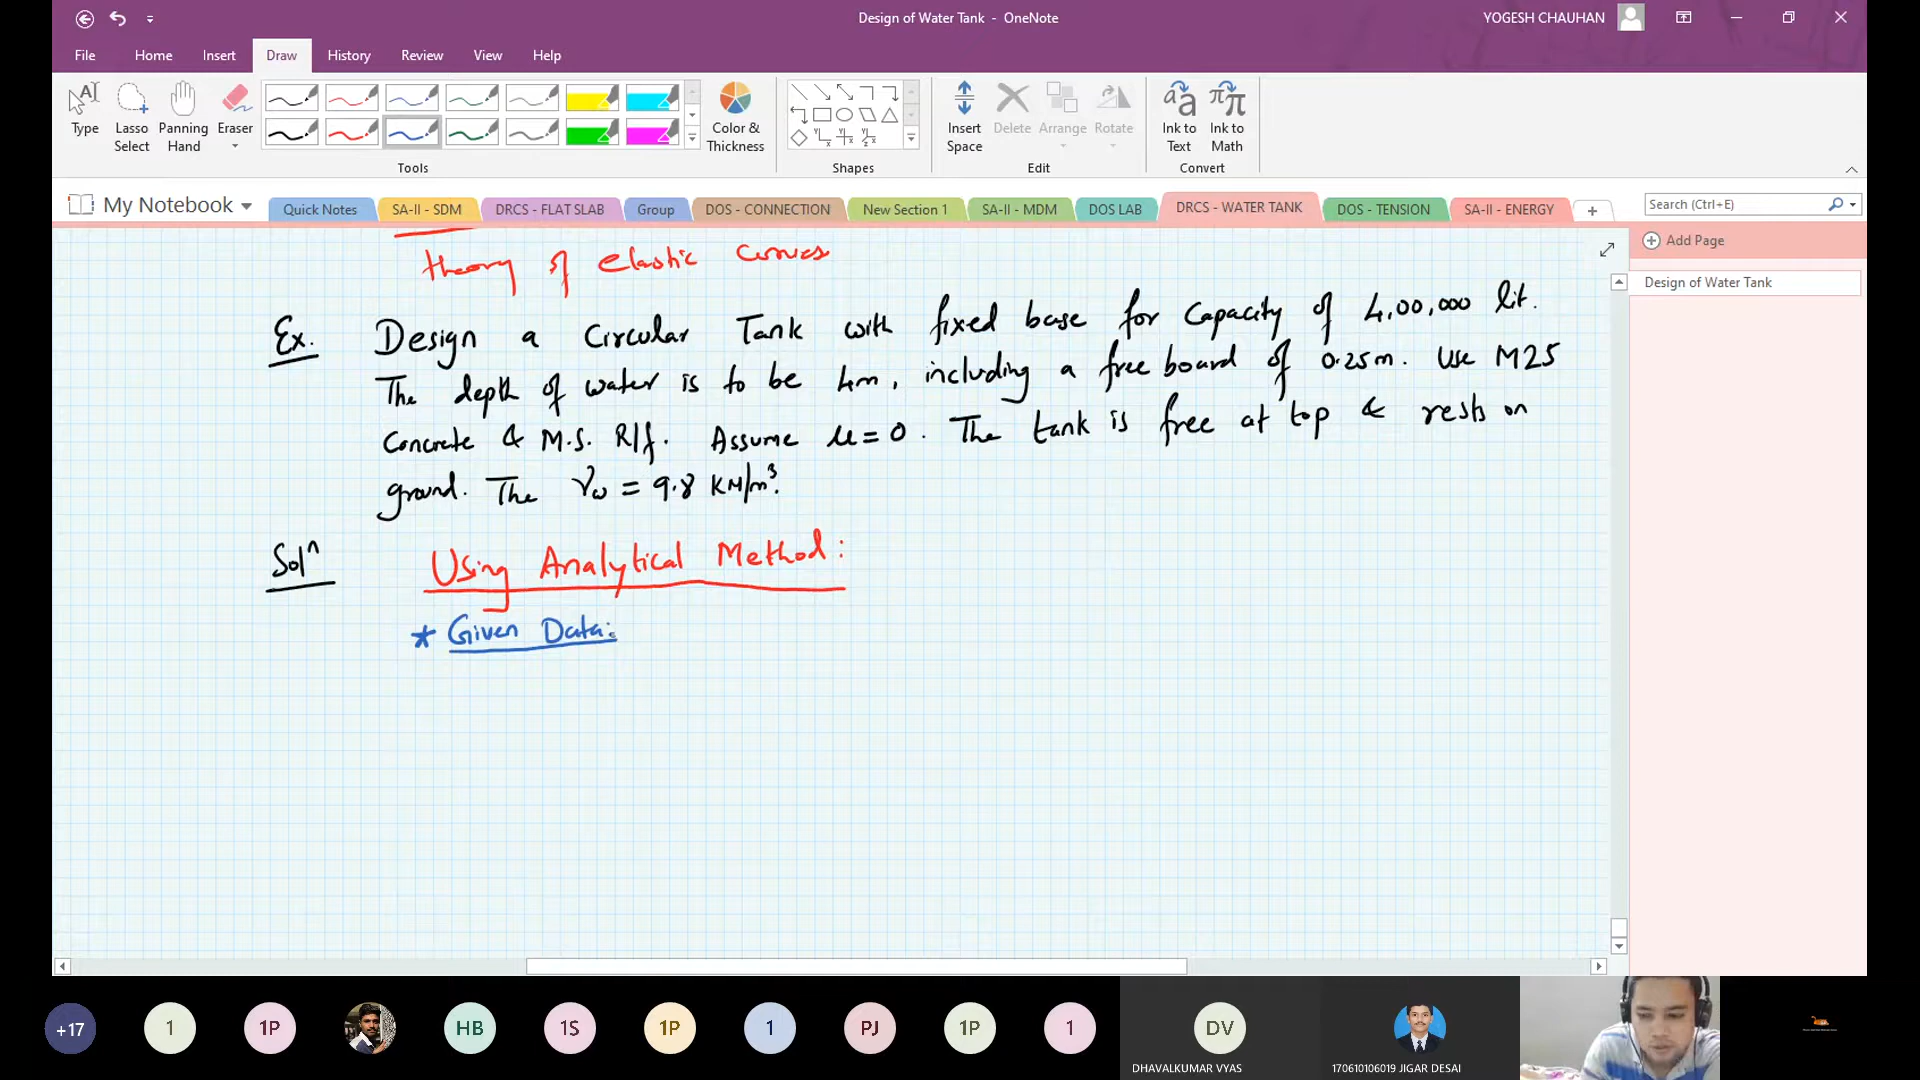 Design of Water Tank - OneNote
YOGESH CHAUHAN
File Home Insert Draw History Review View Help
Type
Lasso Select
Panning Hand
Eraser
Color & Thickness
Insert Space
Delete
Arrange
Rotate
Ink to Text
Ink to Math
Tools Shapes Edit Convert
My Notebook
Quick Notes SA-II - SDM DRCS - FLAT SLAB Group DOS - CONNECTION New Section 1 SA-II - MDM DOS LAB DRCS - WATER TANK DOS - TENSION SA-II - ENERGY
Search (Ctrl+E)
Add Page
Design of Water Tank
theory of elastic curves
Ex. Design a Circular Tank with fixed base for Capacity of 4,00,000 lit.
The depth of water is to be 4m, including a free board of 0.25m. Use M25
Concrete & M.S. R/f. Assume μ = 0. The tank is free at top & rests on
ground. The γw = 9.8 KN/m³.
Solⁿ Using Analytical Method:
* Given Data:
+17 1 1P HB 1S 1P 1 PJ 1P 1 DV
DHAVALKUMAR VYAS
170610106019 JIGAR DESAI